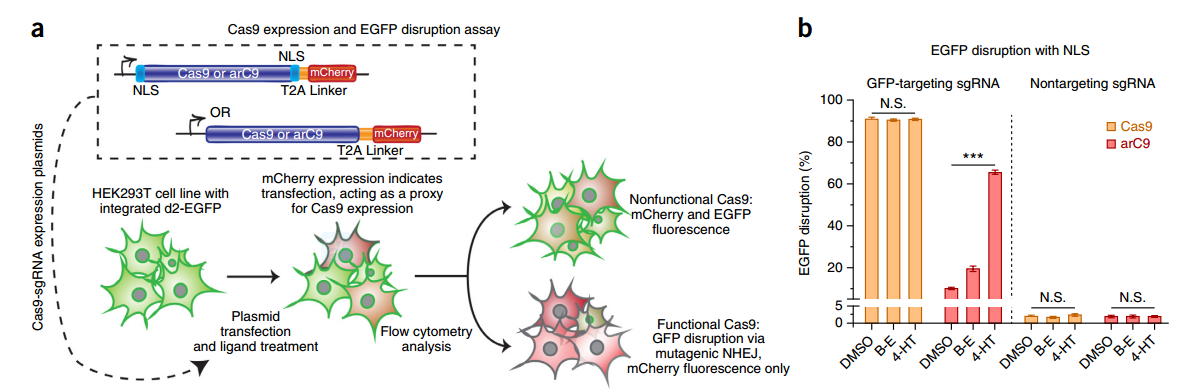 a
Cas9 expression and EGFP disruption assay
NLS
Cas9 or arC9
mCherry
NLS
T2A Linker
OR
Cas9 or arC9
mCherry
T2A Linker
Cas9-sgRNA expression plasmids
HEK293T cell line with
integrated d2-EGFP
mCherry expression indicates
transfection, acting as a proxy
for Cas9 expression
Plasmid
transfection
and ligand treatment
Flow cytometry
analysis
Nonfunctional Cas9:
mCherry and EGFP
fluorescence
Functional Cas9:
GFP disruption via
mutagenic NHEJ,
mCherry fluorescence only
b
EGFP disruption with NLS
GFP-targeting sgRNA
Nontargeting sgRNA
EGFP disruption (%)
100
80
60
40
20
5
0
N.S.
***
N.S.
N.S.
Cas9
arC9
DMSO
B-E
4-HT
DMSO
B-E
4-HT
DMSO
B-E
4-HT
DMSO
B-E
4-HT